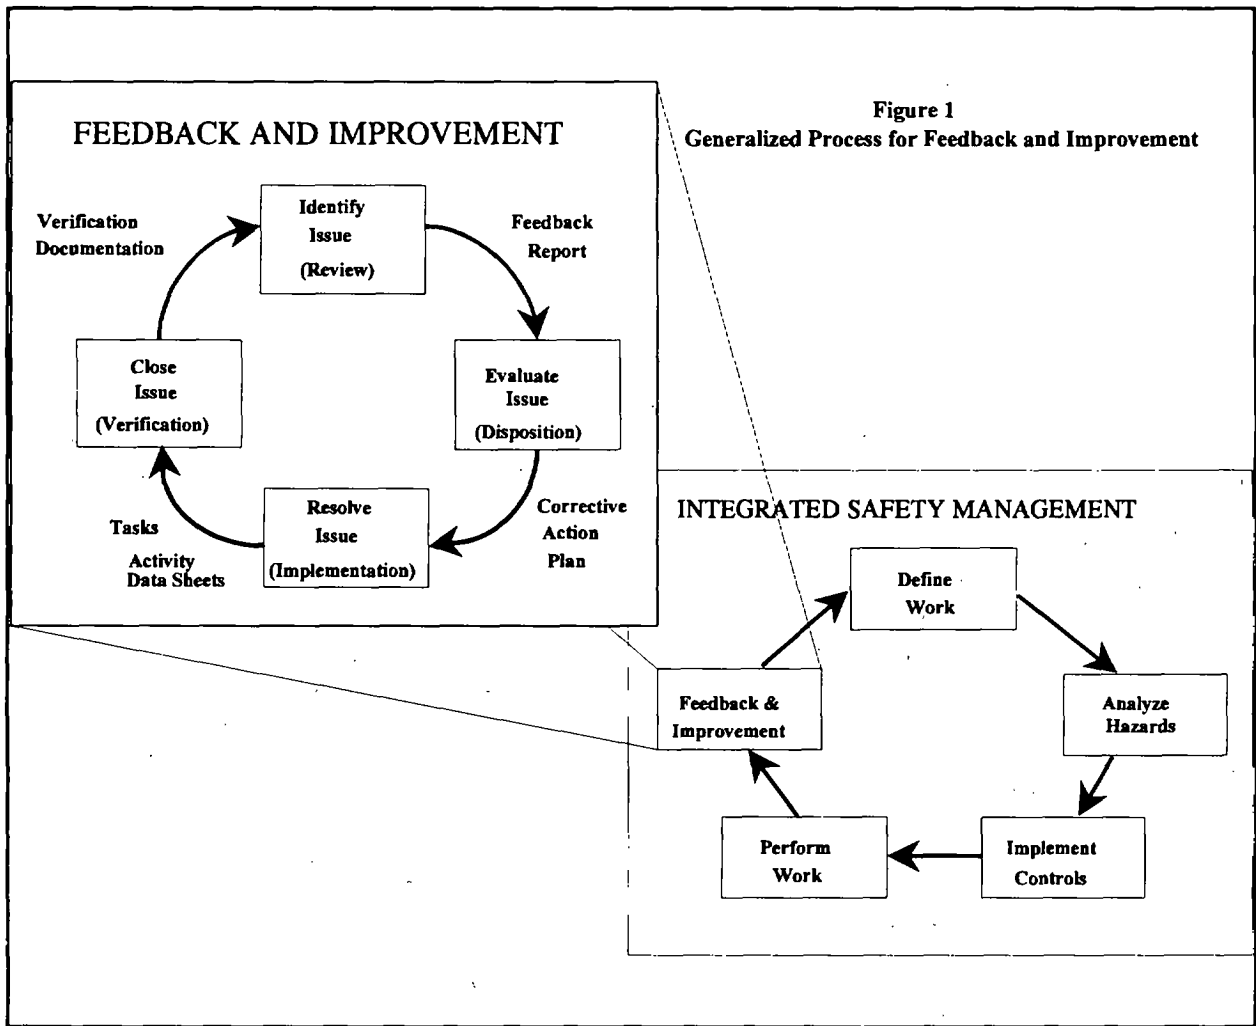 Figure 1
Generalized Process for Feedback and Improvement
FEEDBACK AND IMPROVEMENT
Identify
Issue
(Review)
Feedback
Report
Evaluate
Issue
(Disposition)
Corrective
Action
Plan
Resolve
Issue
(Implementation)
Tasks
Activity
Data Sheets
Close
Issue
(Verification)
Verification
Documentation
INTEGRATED SAFETY MANAGEMENT
Define
Work
Analyze
Hazards
Implement
Controls
Perform
Work
Feedback &
Improvement